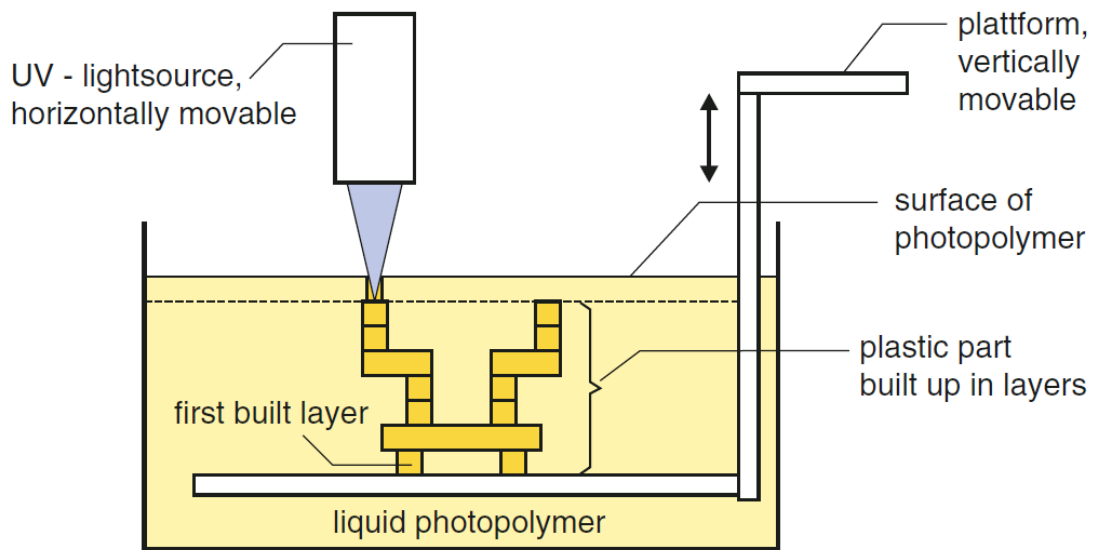 UV - lightsource,
horizontally movable
plattform,
vertically
movable
surface of
photopolymer
plastic part
built up in layers
first built layer
liquid photopolymer